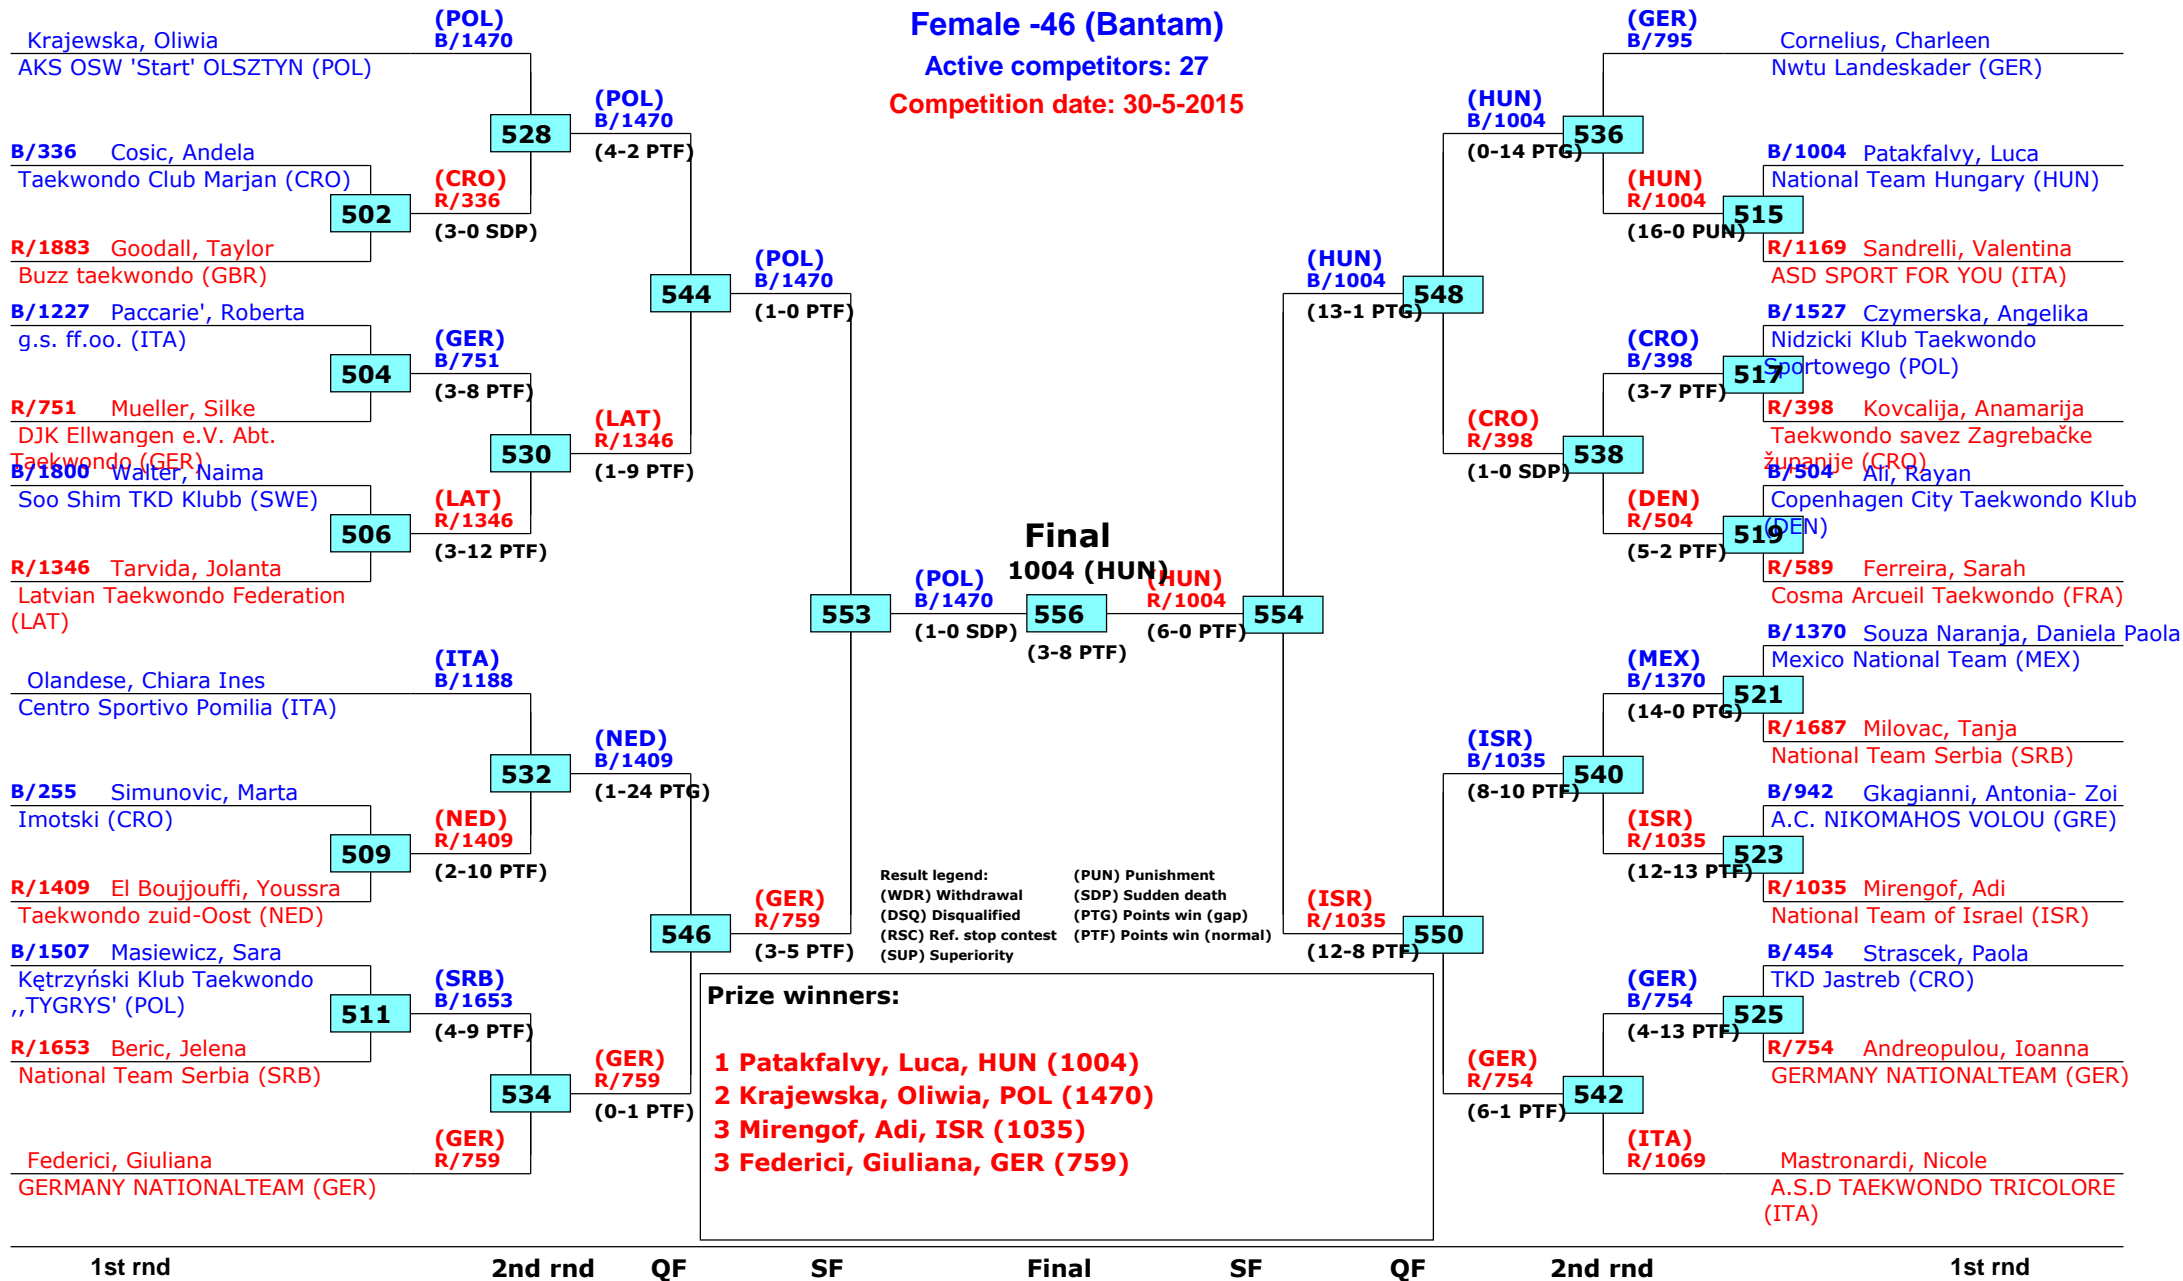 Female -46 (Bantam)
Active competitors: 27
Competition date: 30-5-2015
Krajewska, Oliwia
AKS OSW 'Start' OLSZTYN (POL)
(POL)
B/1470
B/336 Cosic, Andela
Taekwondo Club Marjan (CRO)
502
R/1883 Goodall, Taylor
Buzz taekwondo (GBR)
(CRO)
R/336
(3-0 SDP)
528
(POL)
B/1470
(4-2 PTF)
B/1227 Paccarie', Roberta
g.s. ff.oo. (ITA)
504
R/751 Mueller, Silke
DJK Ellwangen e.V. Abt.
Taekwondo (GER)
(GER)
B/751
(3-8 PTF)
B/1800 Walter, Naima
Soo Shim TKD Klubb (SWE)
506
R/1346 Tarvida, Jolanta
Latvian Taekwondo Federation
(LAT)
(LAT)
R/1346
(3-12 PTF)
530
(LAT)
R/1346
(1-9 PTF)
544
(POL)
B/1470
(1-0 PTF)
Olandese, Chiara Ines
Centro Sportivo Pomilia (ITA)
(ITA)
B/1188
B/255 Simunovic, Marta
Imotski (CRO)
509
R/1409 El Boujjouffi, Youssra
Taekwondo zuid-Oost (NED)
(NED)
R/1409
(2-10 PTF)
532
(NED)
B/1409
(1-24 PTG)
B/1507 Masiewicz, Sara
Kętrzyński Klub Taekwondo
,,TYGRYS' (POL)
511
R/1653 Beric, Jelena
National Team Serbia (SRB)
(SRB)
B/1653
(4-9 PTF)
534
Federici, Giuliana
GERMANY NATIONALTEAM (GER)
(GER)
R/759
(GER)
R/759
(0-1 PTF)
546
(GER)
R/759
(3-5 PTF)
553
(POL)
B/1470
(1-0 SDP)
Final
1004 (HUN)
556
(3-8 PTF)
(HUN)
R/1004
(6-0 PTF)
554
(HUN)
B/1004
(13-1 PTG)
548
(HUN)
B/1004
(0-14 PTG)
536
(GER)
B/795
Cornelius, Charleen
Nwtu Landeskader (GER)
(HUN)
R/1004
(16-0 PUN)
515
B/1004 Patakfalvy, Luca
National Team Hungary (HUN)
R/1169 Sandrelli, Valentina
ASD SPORT FOR YOU (ITA)
(CRO)
R/398
(1-0 SDP)
538
(CRO)
B/398
(3-7 PTF)
517
B/1527 Czymerska, Angelika
Nidzicki Klub Taekwondo
Sportowego (POL)
R/398 Kovcalija, Anamarija
Taekwondo savez Zagrebačke
županije (CRO)
(DEN)
R/504
(5-2 PTF)
519
B/504 Ali, Rayan
Copenhagen City Taekwondo Klub
(DEN)
R/589 Ferreira, Sarah
Cosma Arcueil Taekwondo (FRA)
(ISR)
R/1035
(12-8 PTF)
550
(ISR)
B/1035
(8-10 PTF)
540
(MEX)
B/1370
(14-0 PTG)
521
B/1370 Souza Naranja, Daniela Paola
Mexico National Team (MEX)
R/1687 Milovac, Tanja
National Team Serbia (SRB)
(ISR)
R/1035
(12-13 PTF)
523
B/942 Gkagianni, Antonia- Zoi
A.C. NIKOMAHOS VOLOU (GRE)
R/1035 Mirengof, Adi
National Team of Israel (ISR)
(GER)
R/754
(6-1 PTF)
542
(GER)
B/754
(4-13 PTF)
525
B/454 Strascek, Paola
TKD Jastreb (CRO)
R/754 Andreopulou, Ioanna
GERMANY NATIONALTEAM (GER)
(ITA)
R/1069
Mastronardi, Nicole
A.S.D TAEKWONDO TRICOLORE
(ITA)
Result legend: (PUN) Punishment
(WDR) Withdrawal (SDP) Sudden death
(DSQ) Disqualified (PTG) Points win (gap)
(RSC) Ref. stop contest (PTF) Points win (normal)
(SUP) Superiority
Prize winners:
1 Patakfalvy, Luca, HUN (1004)
2 Krajewska, Oliwia, POL (1470)
3 Mirengof, Adi, ISR (1035)
3 Federici, Giuliana, GER (759)
1st rnd 2nd rnd QF SF Final SF QF 2nd rnd 1st rnd